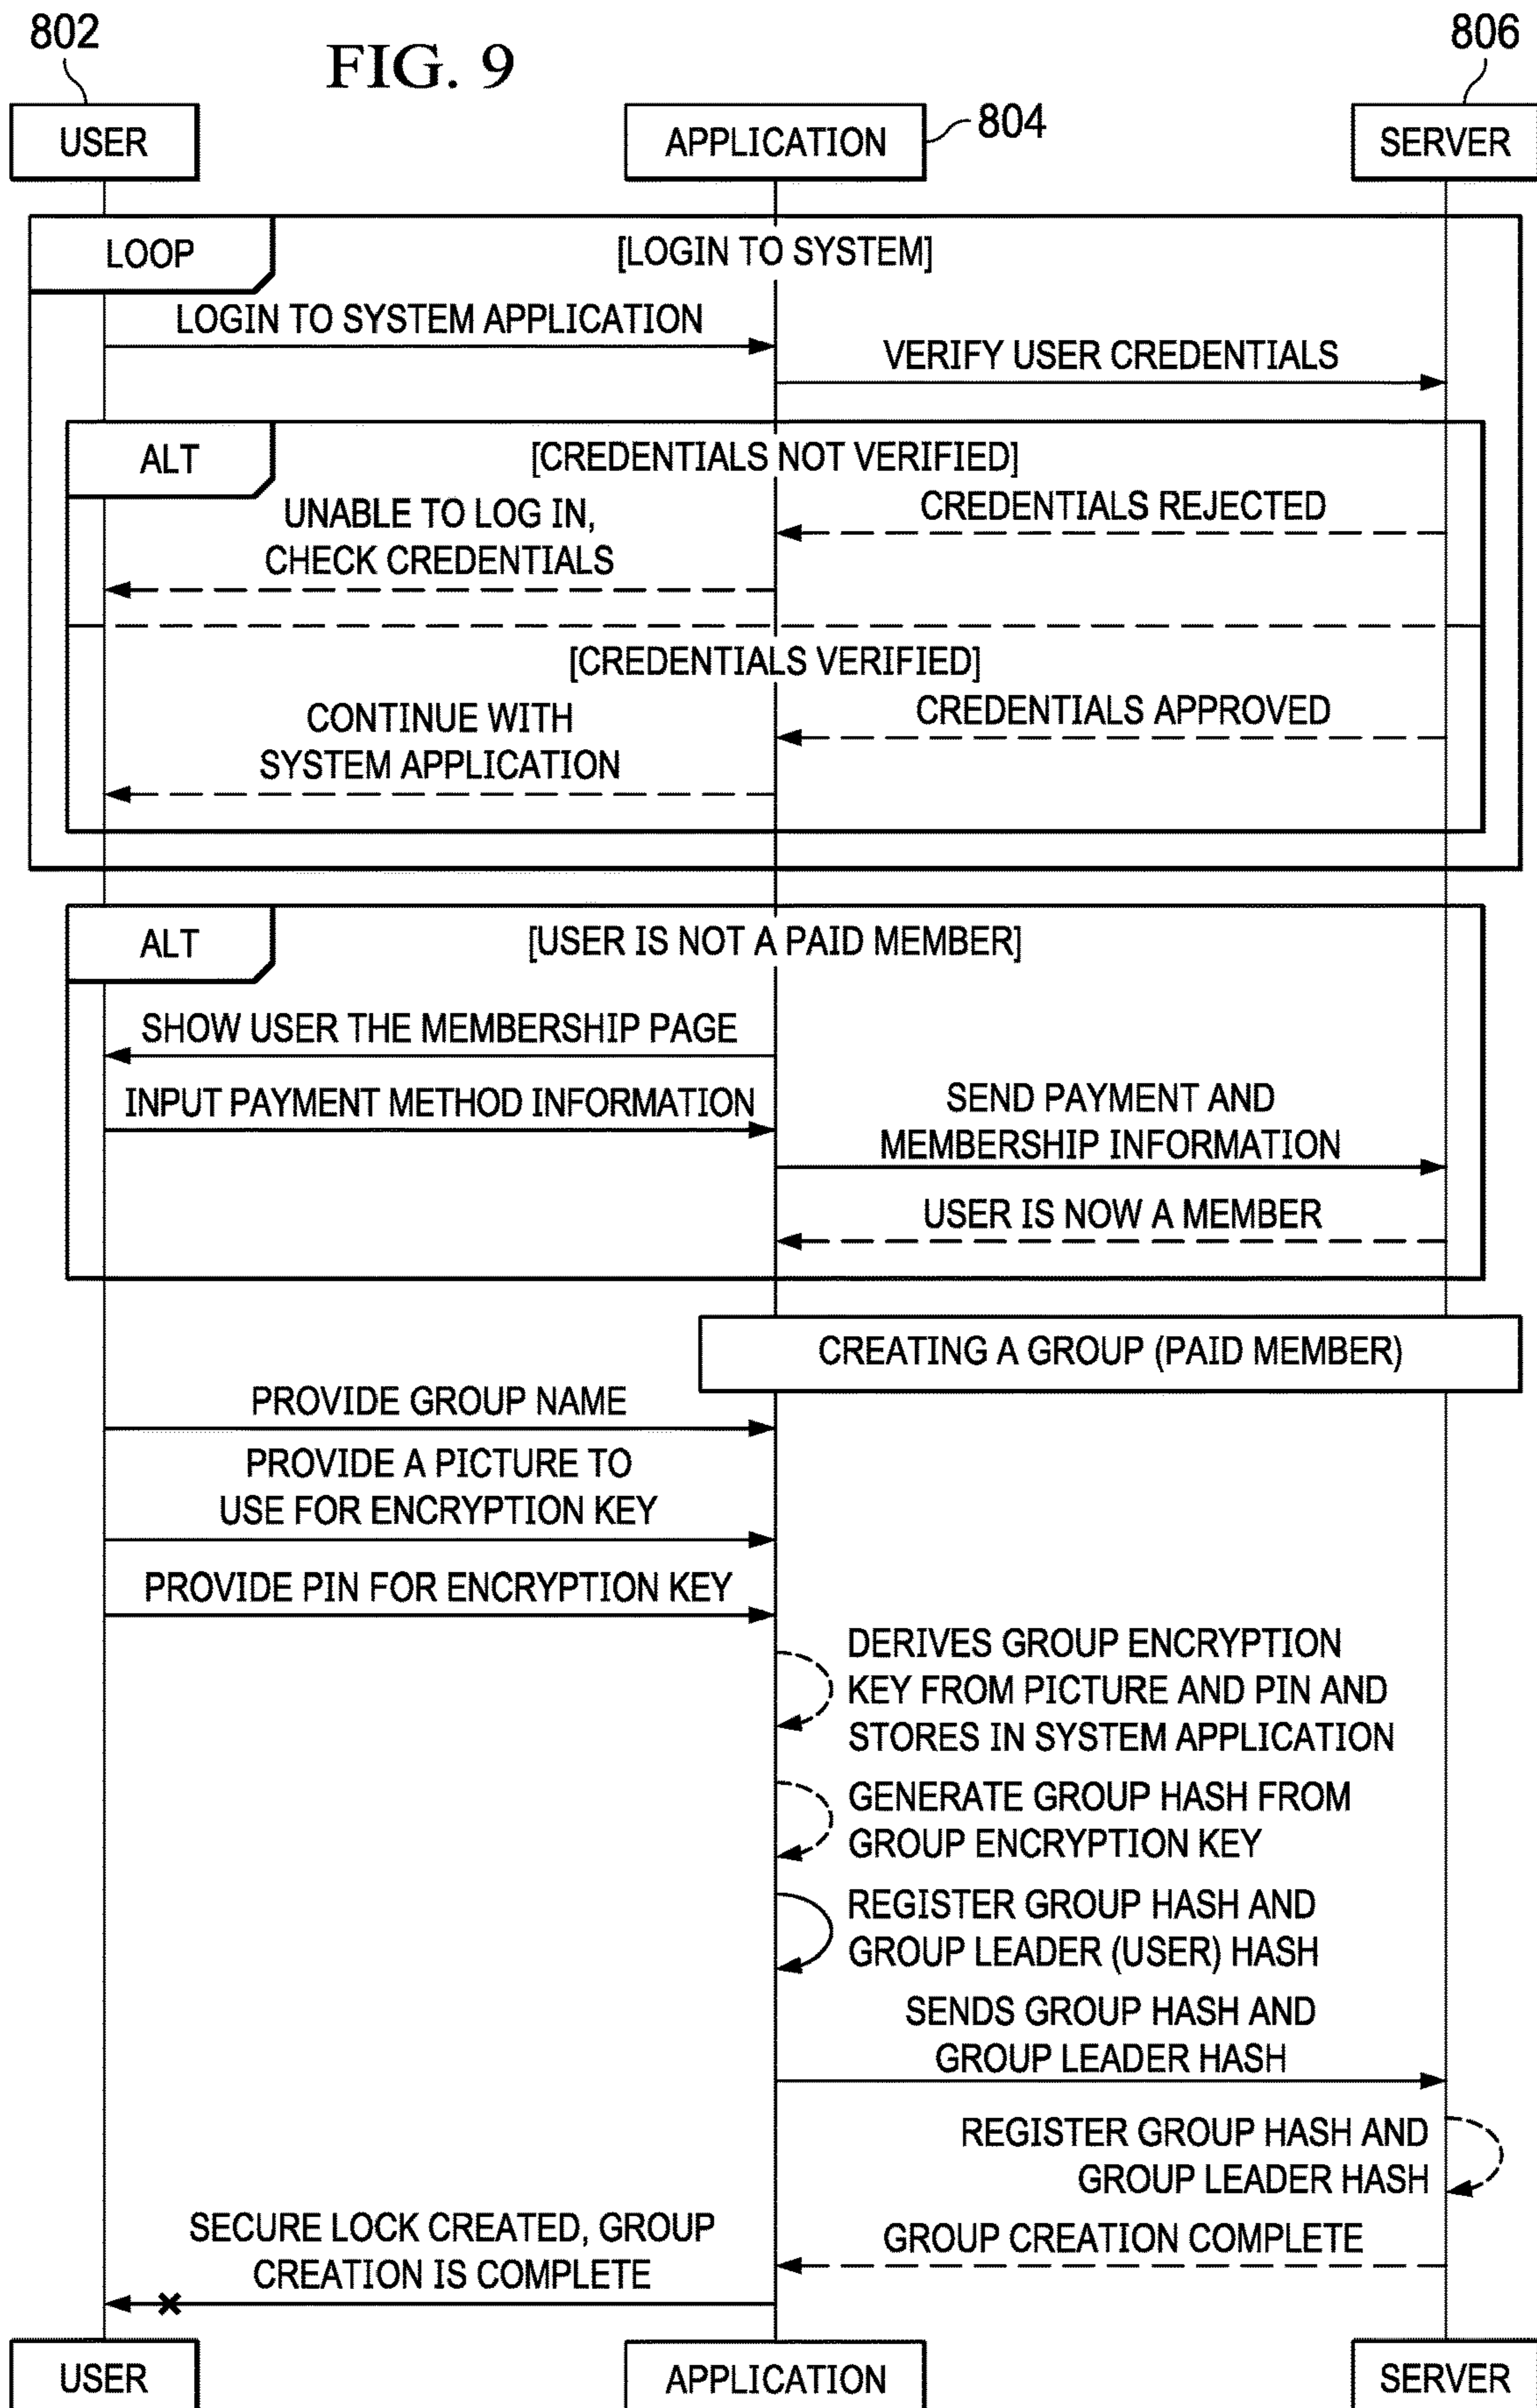 802
FIG. 9
806
USER
APPLICATION
804
SERVER
LOOP
[LOGIN TO SYSTEM]
LOGIN TO SYSTEM APPLICATION
VERIFY USER CREDENTIALS
ALT
[CREDENTIALS NOT VERIFIED]
UNABLE TO LOG IN,
CHECK CREDENTIALS
CREDENTIALS REJECTED
[CREDENTIALS VERIFIED]
CONTINUE WITH
SYSTEM APPLICATION
CREDENTIALS APPROVED
ALT
[USER IS NOT A PAID MEMBER]
SHOW USER THE MEMBERSHIP PAGE
INPUT PAYMENT METHOD INFORMATION
SEND PAYMENT AND
MEMBERSHIP INFORMATION
USER IS NOW A MEMBER
CREATING A GROUP (PAID MEMBER)
PROVIDE GROUP NAME
PROVIDE A PICTURE TO
USE FOR ENCRYPTION KEY
PROVIDE PIN FOR ENCRYPTION KEY
DERIVES GROUP ENCRYPTION
KEY FROM PICTURE AND PIN AND
STORES IN SYSTEM APPLICATION
GENERATE GROUP HASH FROM
GROUP ENCRYPTION KEY
REGISTER GROUP HASH AND
GROUP LEADER (USER) HASH
SENDS GROUP HASH AND
GROUP LEADER HASH
REGISTER GROUP HASH AND
GROUP LEADER HASH
SECURE LOCK CREATED, GROUP
CREATION IS COMPLETE
GROUP CREATION COMPLETE
USER
APPLICATION
SERVER